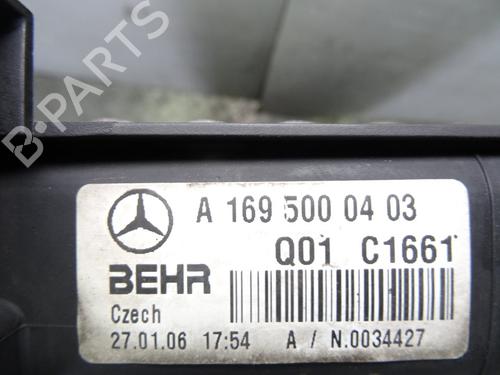 B-PARTS
A 169 500 04 03
Q01 C1661
BEHR
Czech
27.01.06 17:54 A / N.0034427